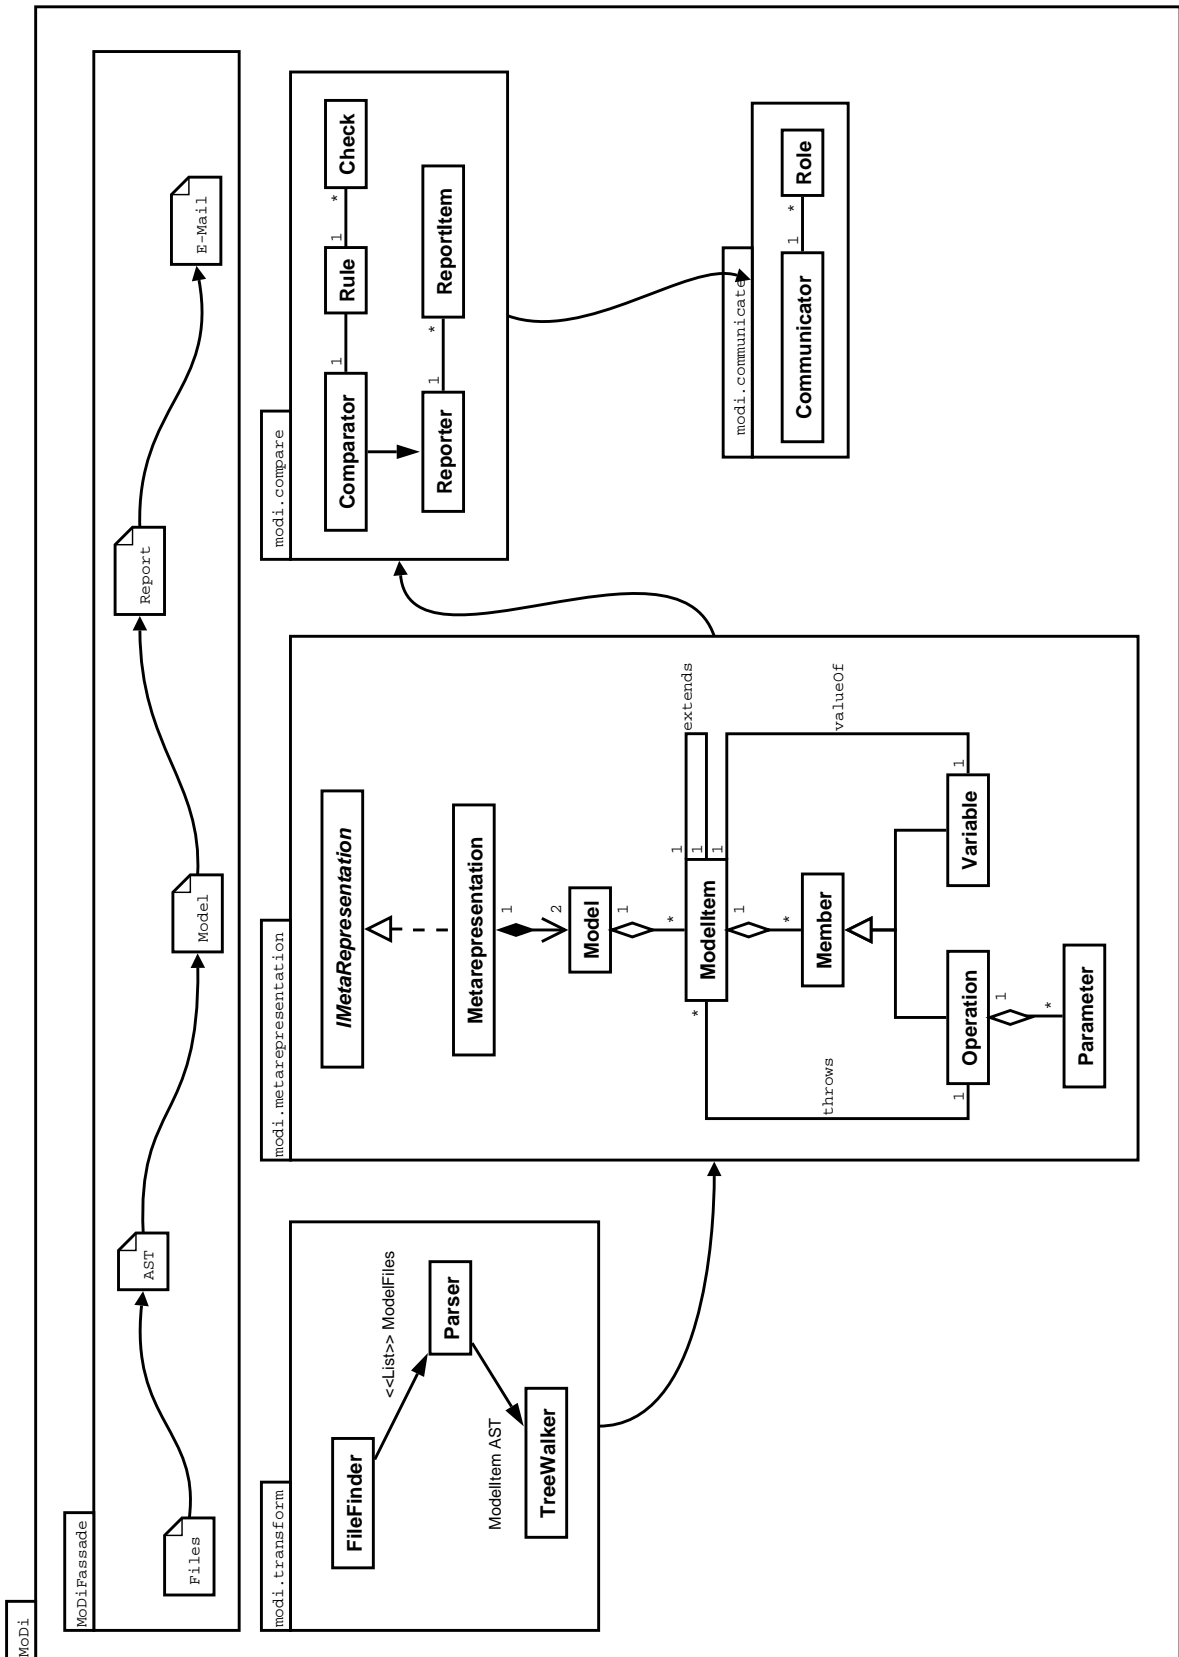 MoDi
MoDiFassade
Files
AST
Model
Report
E-Mail
modi.transform
FileFinder
<<List>> ModelFiles
Parser
ModelItem AST
TreeWalker
modi.metarepresentation
IMetaRepresentation
Metarepresentation
1
2
Model
1
*
extends
1
1
1
ModelItem
*
1
*
Member
throws
valueOf
1
Variable
1
Operation
1
*
Parameter
modi.compare
Comparator
1
Rule
1
*
Check
Reporter
1
*
ReportItem
modi.communicate
Communicator
1
*
Role